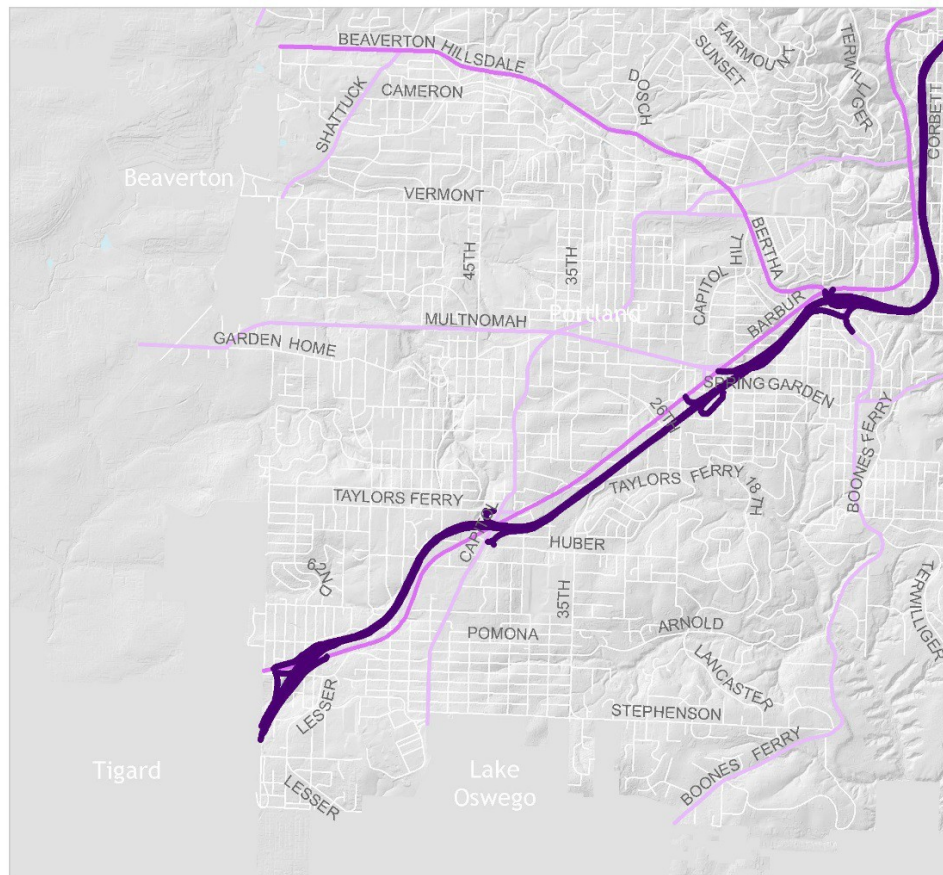 BEAVERTON HILLSDALE
FAIRMOUNT
SUNSET
TERWILLIGER
CORBETT
SHATTUCK
CAMERON
DOSCH
Beaverton
VERMONT
45TH
35TH
CAPITOL HILL
BERTHA
BARBUR
MULTNOMAH
Portland
GARDEN HOME
SPRING GARDEN
26TH
BOONES FERRY
TAYLORS FERRY
TAYLORS FERRY
18TH
CAPITOL
HUBER
62ND
35TH
TERWILLIGER
POMONA
ARNOLD
LANCASTER
LESSER
STEPHENSON
Tigard
Lake
Oswego
BOONES FERRY
LESSER